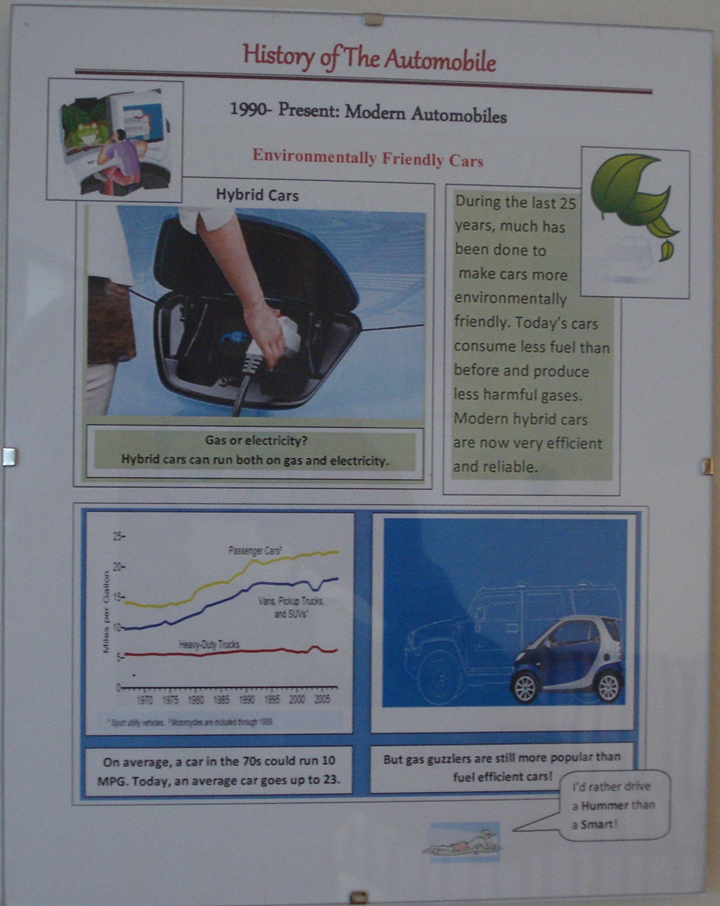 History of The Automobile
1990- Present: Modern Automobiles
Environmentally Friendly Cars
Hybrid Cars
Gas or electricity?
Hybrid cars can run both on gas and electricity.
During the last 25
years, much has
been done to
make cars more
environmentally
friendly. Today's cars
consume less fuel than
before and produce
less harmful gases.
Modern hybrid cars
are now very efficient
and reliable.
Miles per Gallon
25
20
15
10
5
0
Passenger Cars²
Vans, Pickup Trucks,
and SUVs¹
Heavy-Duty Trucks
1970 1975 1980 1985 1990 1995 2000 2005
¹ Sport utility vehicles. ² Motorcycles are included through 1989.
On average, a car in the 70s could run 10
MPG. Today, an average car goes up to 23.
But gas guzzlers are still more popular than
fuel efficient cars!
I'd rather drive
a Hummer than
a Smart!